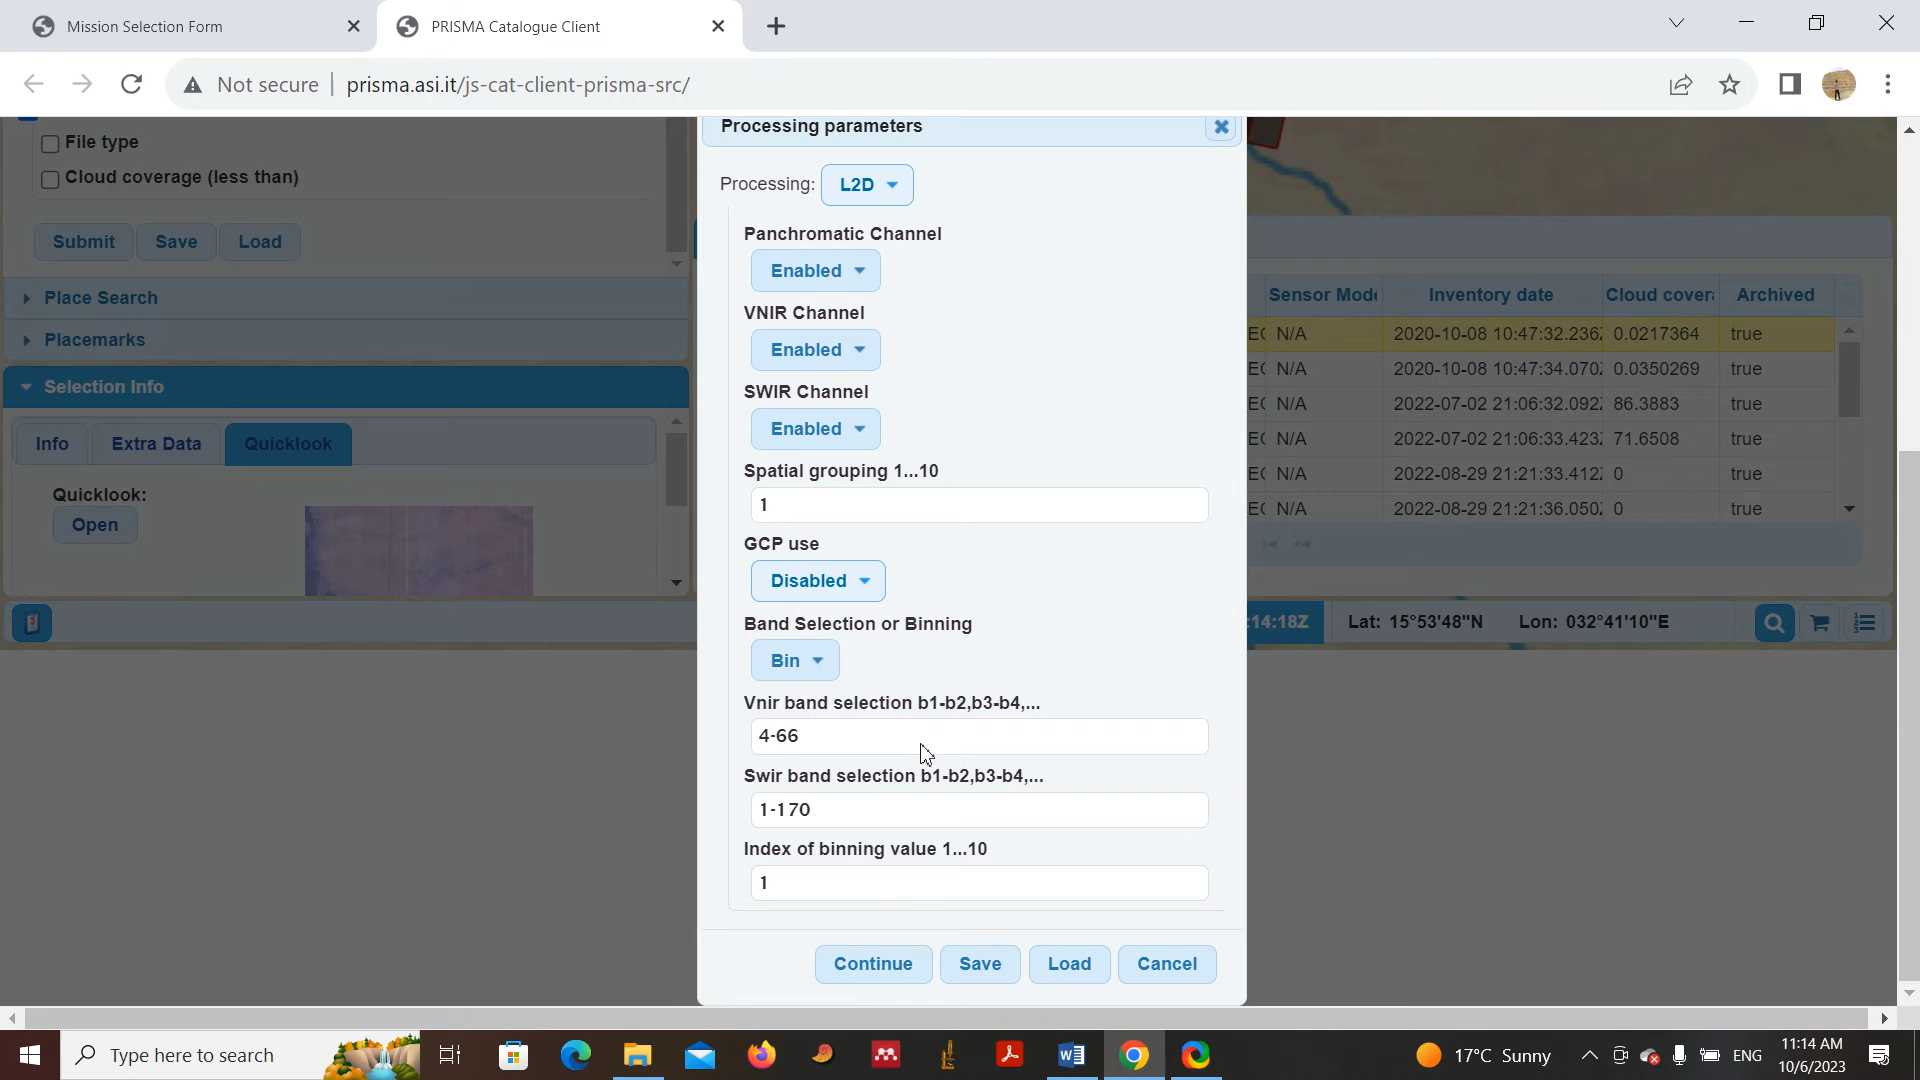 Mission Selection Form
PRISMA Catalogue Client
Not secure
prisma.asi.it/js-cat-client-prisma-src/
File type
Cloud coverage (less than)
Submit Save Load
Place Search
Placemarks
Selection Info
Info Extra Data Quicklook
Quicklook:
Open
Processing parameters
Processing: L2D
Panchromatic Channel
Enabled
VNIR Channel
Enabled
SWIR Channel
Enabled
Spatial grouping 1...10
1
GCP use
Disabled
Band Selection or Binning
Bin
Vnir band selection b1-b2,b3-b4,...
4-66
Swir band selection b1-b2,b3-b4,...
1-170
Index of binning value 1...10
1
Continue Save Load Cancel
Sensor Mode Inventory date Cloud covera Archived
N/A 2020-10-08 10:47:32.236Z 0.0217364 true
N/A 2020-10-08 10:47:34.070Z 0.0350269 true
N/A 2022-07-02 21:06:32.092Z 86.3883 true
N/A 2022-07-02 21:06:33.423Z 71.6508 true
N/A 2022-08-29 21:21:33.412Z 0 true
N/A 2022-08-29 21:21:36.050Z 0 true
:14:18Z Lat: 15°53'48"N Lon: 032°41'10"E
Type here to search
17°C Sunny
ENG
11:14 AM
10/6/2023